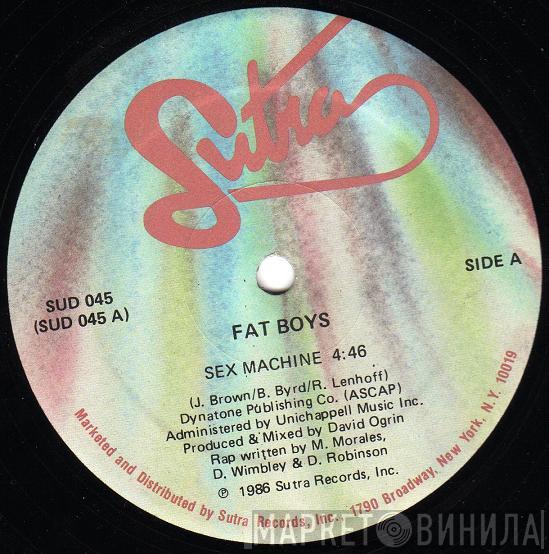 Sutra
SUD 045
(SUD 045 A)
SIDE A
FAT BOYS
SEX MACHINE 4:46
(J. Brown/B. Byrd/R. Lenhoff)
Dynatone Publishing Co. (ASCAP)
Administered by Unichappell Music Inc.
Produced & Mixed by David Ogrin
Rap written by M. Morales,
D. Wimbley & D. Robinson
℗ 1986 Sutra Records, Inc.
Marketed and Distributed by Sutra Records, Inc. 1790 Broadway, New York, N.Y. 10019
МАРКЕТ ВИНИЛА